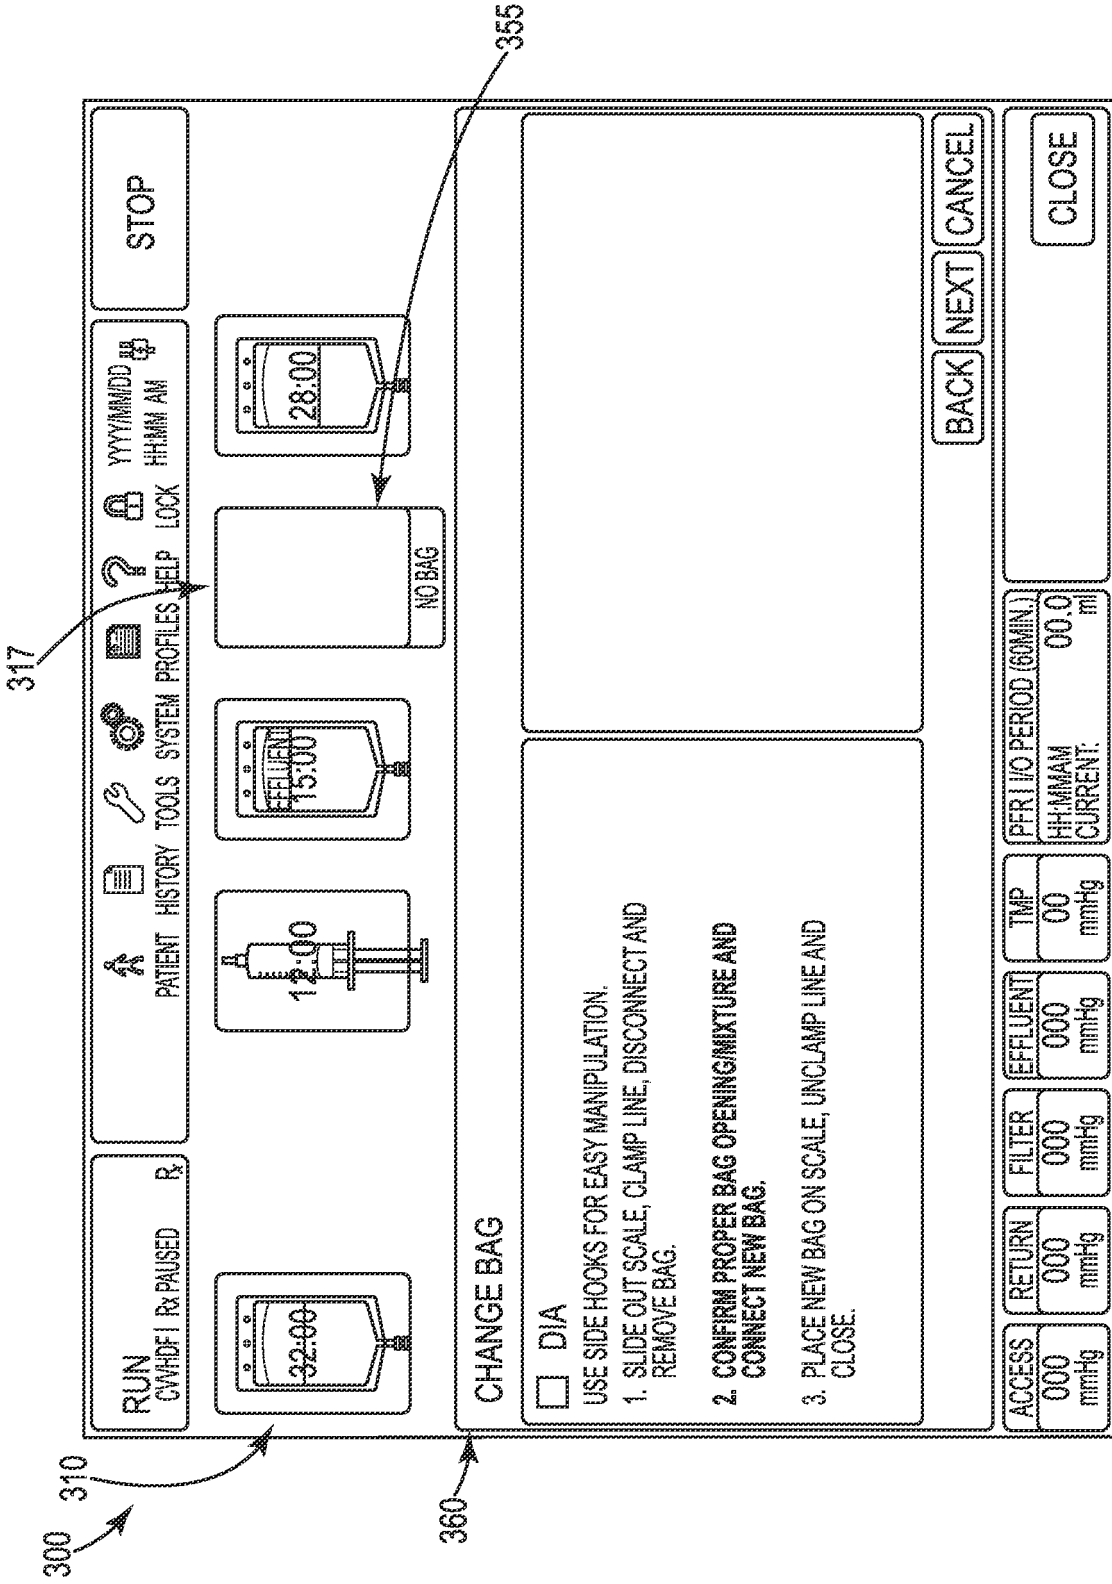 300
310
317
355
360
RUN
CVVHDF | Rx PAUSED
Rx
PATIENT
HISTORY
TOOLS
SYSTEM
PROFILES
HELP
LOCK
YYYY/MM/DD
HH:MM AM
STOP
32:00
12:00
EFFLUENT
15:00
NO BAG
28:00
CHANGE BAG
DIA
USE SIDE HOOKS FOR EASY MANIPULATION.
1. SLIDE OUT SCALE, CLAMP LINE, DISCONNECT AND
REMOVE BAG.
2. CONFIRM PROPER BAG OPENING/MIXTURE AND
CONNECT NEW BAG.
3. PLACE NEW BAG ON SCALE, UNCLAMP LINE AND
CLOSE.
BACK
NEXT
CANCEL
ACCESS
000
mmHg
RETURN
000
mmHg
FILTER
000
mmHg
EFFLUENT
000
mmHg
TMP
00
mmHg
PFR | I/O PERIOD (60MIN.)
HH:MMAM
CURRENT:
00.0
ml
CLOSE